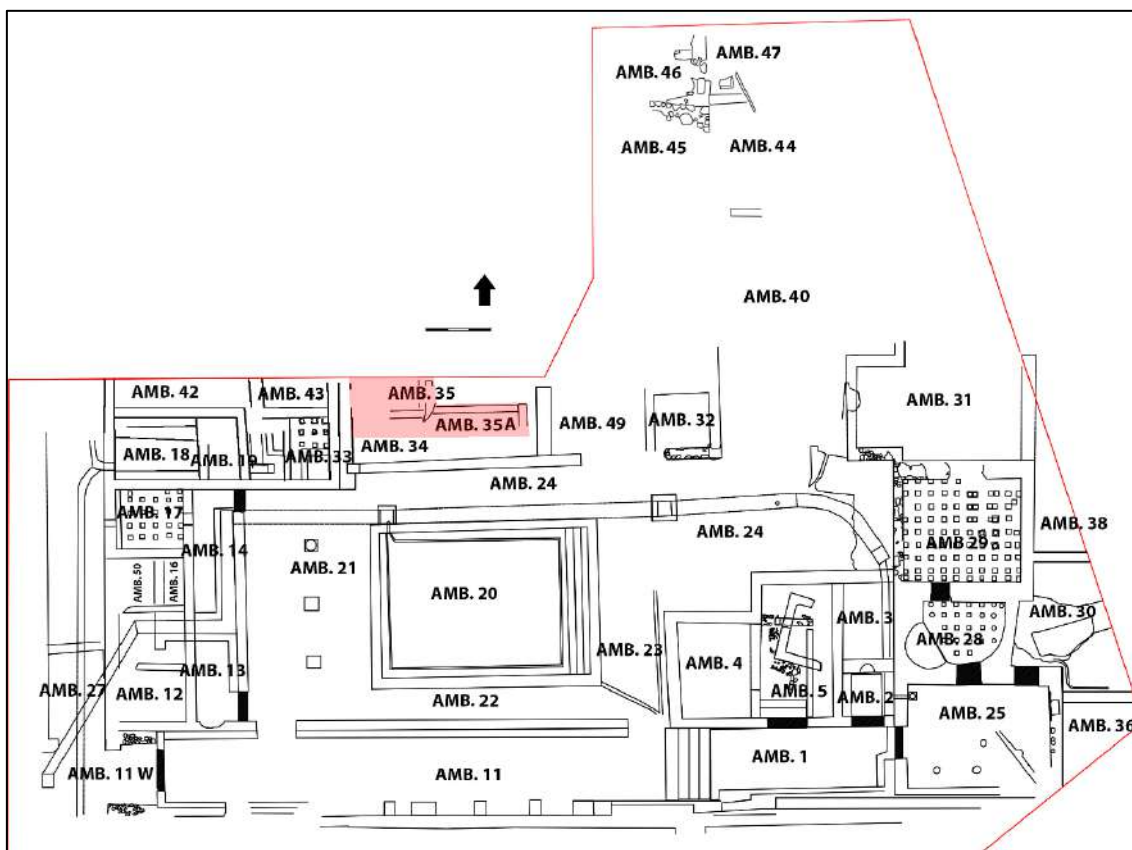 AMB. 47
AMB. 46
AMB. 45
AMB. 44
AMB. 40
AMB. 42
AMB. 43
AMB. 35
AMB. 31
AMB. 35A
AMB. 49
AMB. 32
AMB. 34
AMB. 18
AMB. 19
AMB. 33
AMB. 24
AMB. 17
AMB. 38
AMB. 24
AMB. 29
AMB. 14
AMB. 21
AMB. 50
AMB. 16
AMB. 20
AMB. 30
AMB. 3
AMB. 28
AMB. 23
AMB. 4
AMB. 13
AMB. 27
AMB. 12
AMB. 5
AMB. 2
AMB. 22
AMB. 25
AMB. 36
AMB. 1
AMB. 11 W
AMB. 11